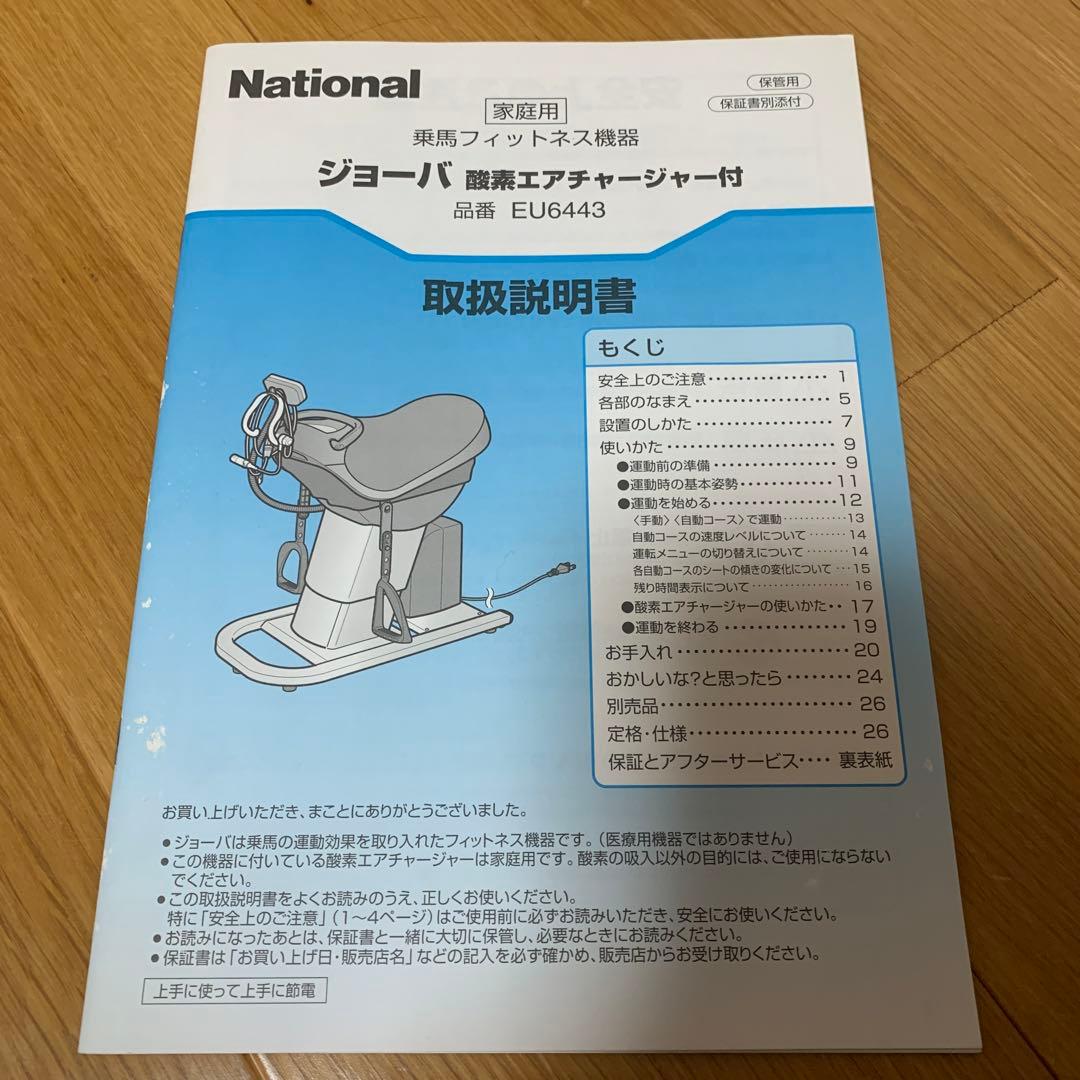 National
保管用
保証書別添付
家庭用
乗馬フィットネス機器
ジョーバ 酸素エアチャージャー付
品番 EU6443
取扱説明書
もくじ
安全上のご注意・・・・・・・・・・・・・・・・ 1
各部のなまえ・・・・・・・・・・・・・・・・・・ 5
設置のしかた・・・・・・・・・・・・・・・・・・ 7
使いかた・・・・・・・・・・・・・・・・・・・・・ 9
●運動前の準備・・・・・・・・・・・・・・・・ 9
●運動時の基本姿勢・・・・・・・・・・・・・11
●運動を始める・・・・・・・・・・・・・・・・12
〈手動〉〈自動コース〉で運動・・・・・・・・・・・・13
自動コースの速度レベルについて・・・・・・・14
運転メニューの切り替えについて・・・・・・・・14
各自動コースのシートの傾きの変化について・・・15
残り時間表示について・・・・・・・・・・・・・・・・・・・16
●酸素エアチャージャーの使いかた・・17
●運動を終わる・・・・・・・・・・・・・・・・19
お手入れ・・・・・・・・・・・・・・・・・・・・・20
おかしいな?と思ったら・・・・・・・・24
別売品・・・・・・・・・・・・・・・・・・・・・・・26
定格・仕様・・・・・・・・・・・・・・・・・・・・26
保証とアフターサービス・・・・ 裏表紙
お買い上げいただき、まことにありがとうございました。
●ジョーバは乗馬の運動効果を取り入れたフィットネス機器です。(医療用機器ではありません)
●この機器に付いている酸素エアチャージャーは家庭用です。酸素の吸入以外の目的には、ご使用にならない
でください。
●この取扱説明書をよくお読みのうえ、正しくお使いください。
特に「安全上のご注意」(1〜4ページ)はご使用前に必ずお読みいただき、安全にお使いください。
●お読みになったあとは、保証書と一緒に大切に保管し、必要なときにお読みください。
●保証書は「お買い上げ日・販売店名」などの記入を必ず確かめ、販売店からお受け取りください。
上手に使って上手に節電